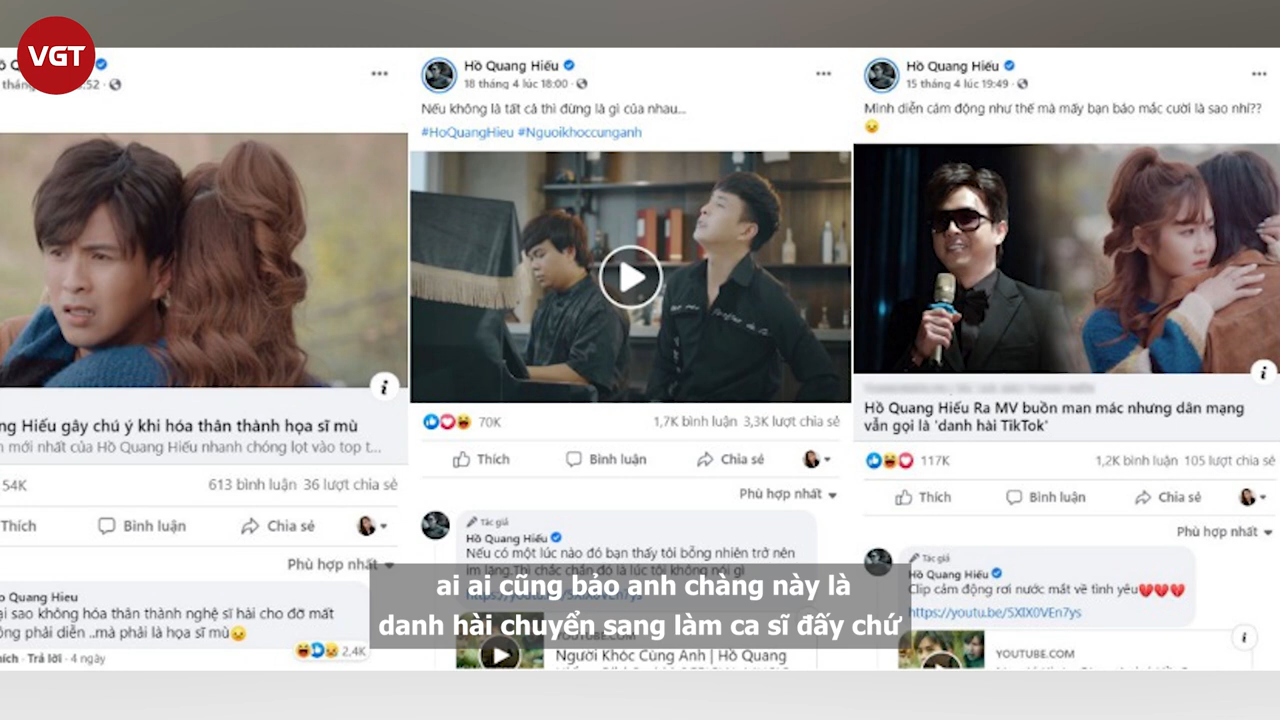 VGT
:52
ng Hiếu gây chú ý khi hóa thân thành họa sĩ mù
mới nhất của Hồ Quang Hiếu nhanh chóng lọt vào top t...
54K
613 bình luận 36 lượt chia sẻ
Thích
Bình luận
Chia sẻ
Phù hợp nhất
Quang Hieu
sao không hóa thân thành nghệ sĩ hài cho đỡ mất
phải diễn ..mà phải là họa sĩ mù
Trả lời · 4 ngày
2,4K
Hồ Quang Hiếu
18 tháng 4 lúc 18:00
Nếu không là tất cả thì đừng là gì của nhau...
#HoQuangHieu #Nguoikhoccunganh
70K
1,7K bình luận 3,3K lượt chia sẻ
Thích
Bình luận
Chia sẻ
Phù hợp nhất
Tác giả
Hồ Quang Hiếu
Nếu có một lúc nào đó bạn thấy tôi bỗng nhiên trở nên
im lặng.Thì chắc chắn đó là lúc tôi không nói gì
Người Khóc Cùng Anh | Hồ Quang
Hồ Quang Hiếu
15 tháng 4 lúc 19:49
Mình diễn cảm động như thế mà mấy bạn bảo mắc cười là sao nhỉ??
Hồ Quang Hiếu Ra MV buồn man mác nhưng dân mạng
vẫn gọi là 'danh hài TikTok'
117K
1,2K bình luận 105 lượt chia sẻ
Thích
Bình luận
Chia sẻ
Phù hợp nhất
Tác giả
Hồ Quang Hiếu
Clip cảm động rơi nước mắt về tình yêu
https://youtu.be/5XIX0VEn7ys
YOUTUBE.COM
ai ai cũng bảo anh chàng này là
danh hài chuyển sang làm ca sĩ đấy chứ